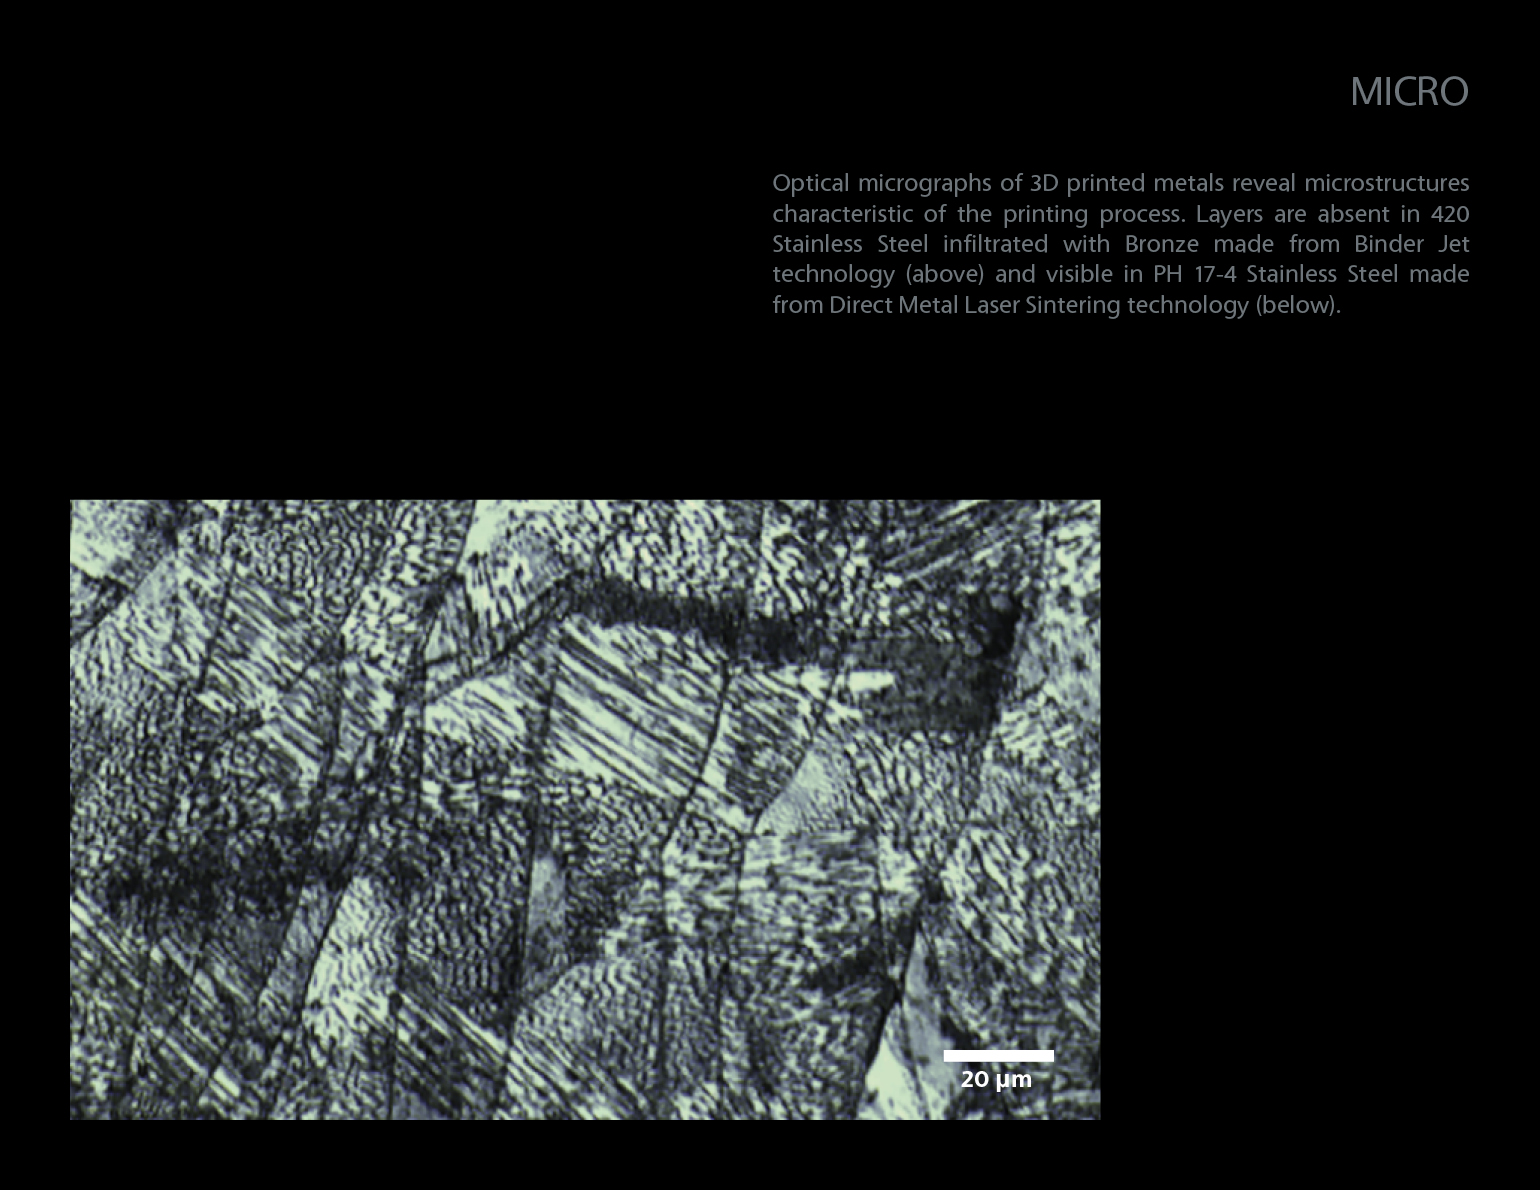 MICRO
Optical micrographs of 3D printed metals reveal microstructures
characteristic of the printing process. Layers are absent in 420
Stainless Steel infiltrated with Bronze made from Binder Jet
technology (above) and visible in PH 17-4 Stainless Steel made
from Direct Metal Laser Sintering technology (below).
20 µm